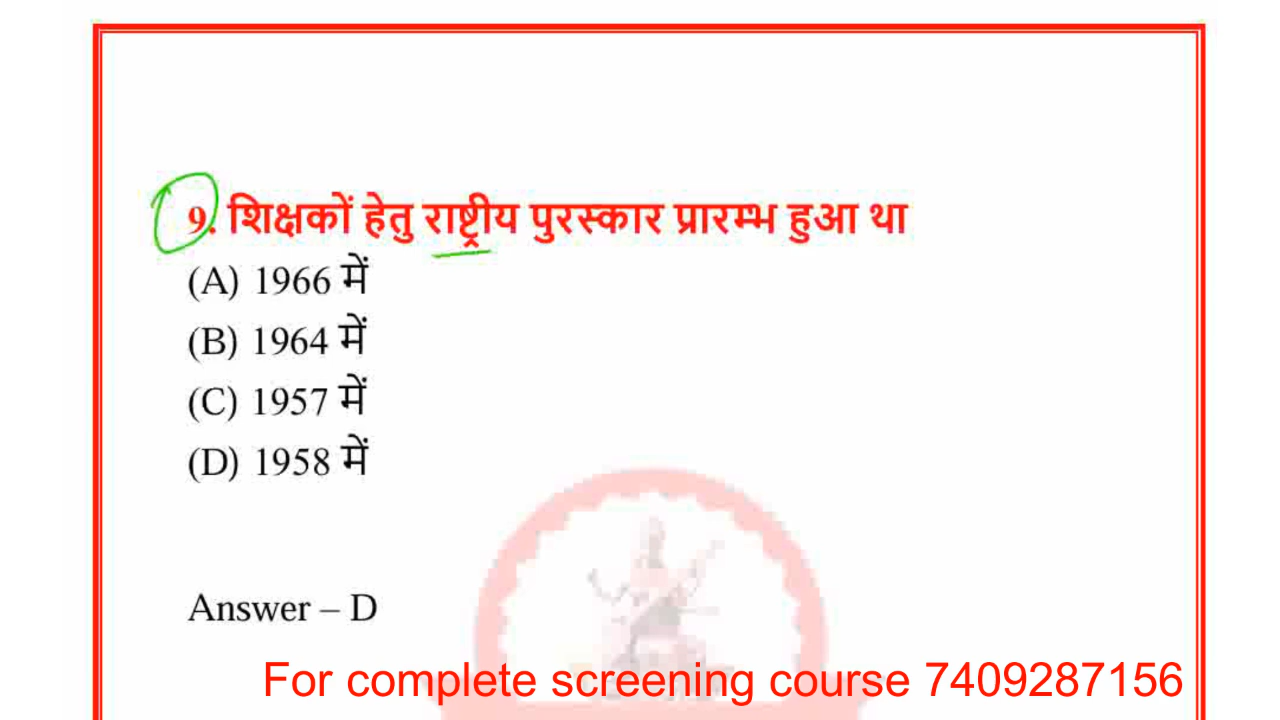 9. शिक्षकों हेतु राष्ट्रीय पुरस्कार प्रारम्भ हुआ था
(A) 1966 में
(B) 1964 में
(C) 1957 में
(D) 1958 में
Answer – D
For complete screening course 7409287156